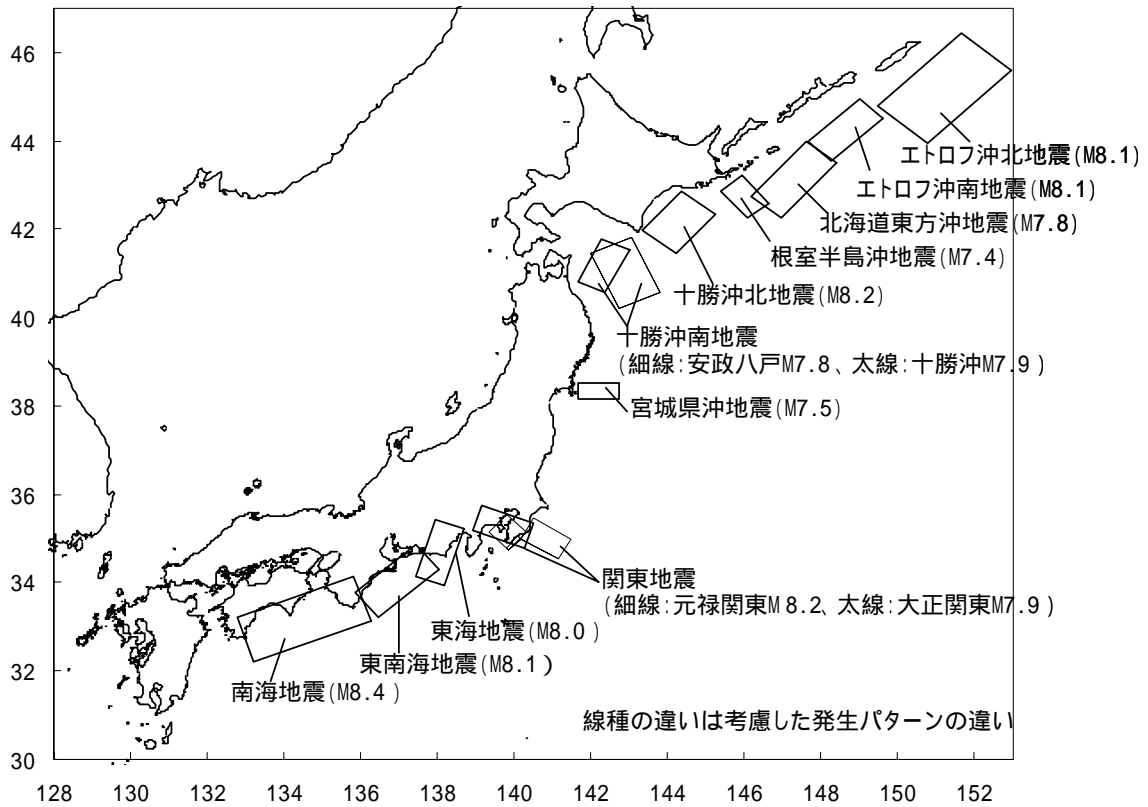 46
44
42
40
38
36
34
32
30
エトロフ沖北地震(M8.1)
エトロフ沖南地震(M8.1)
北海道東方沖地震(M7.8)
根室半島沖地震(M7.4)
十勝沖北地震(M8.2)
十勝沖南地震
(細線:安政八戸M7.8、太線:十勝沖M7.9)
宮城県沖地震(M7.5)
関東地震
(細線:元禄関東M8.2、太線:大正関東M7.9)
東海地震(M8.0)
東南海地震(M8.1)
南海地震(M8.4)
線種の違いは考慮した発生パターンの違い
128 130 132 134 136 138 140 142 144 146 148 150 152